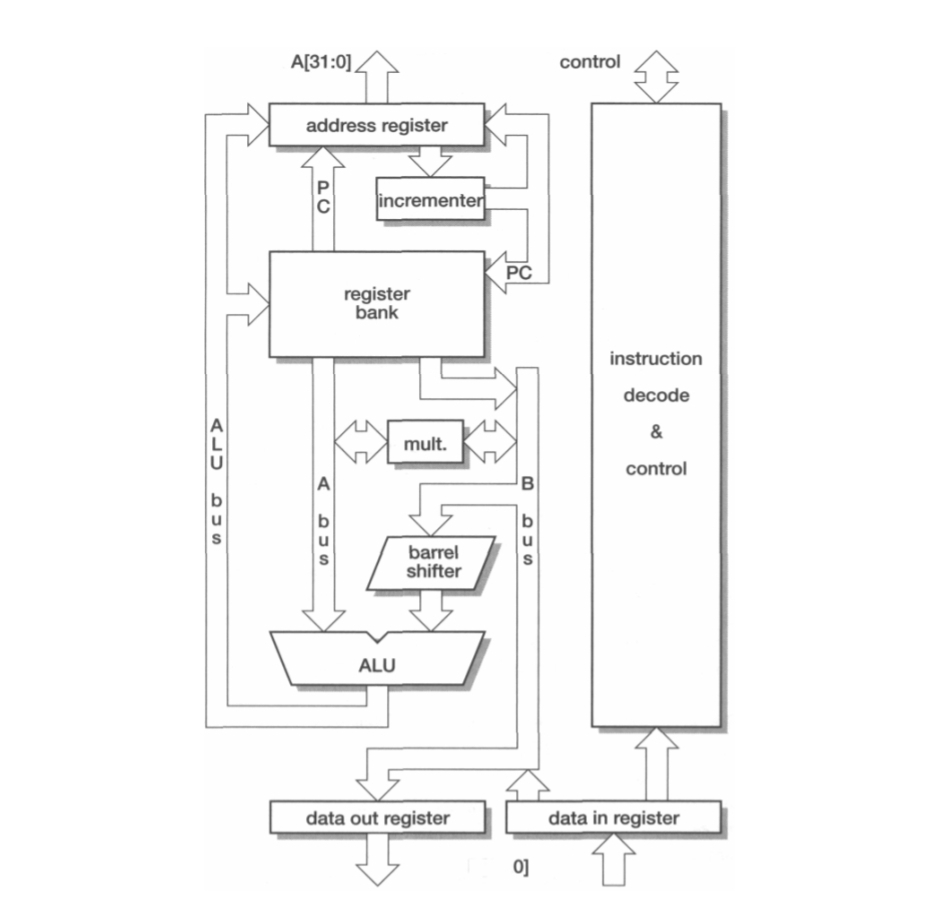 A[31:0]
control
address register
PC
incrementer
PC
register
bank
instruction
decode
&
control
ALU bus
mult.
A bus
B bus
barrel
shifter
ALU
data out register
data in register
0]